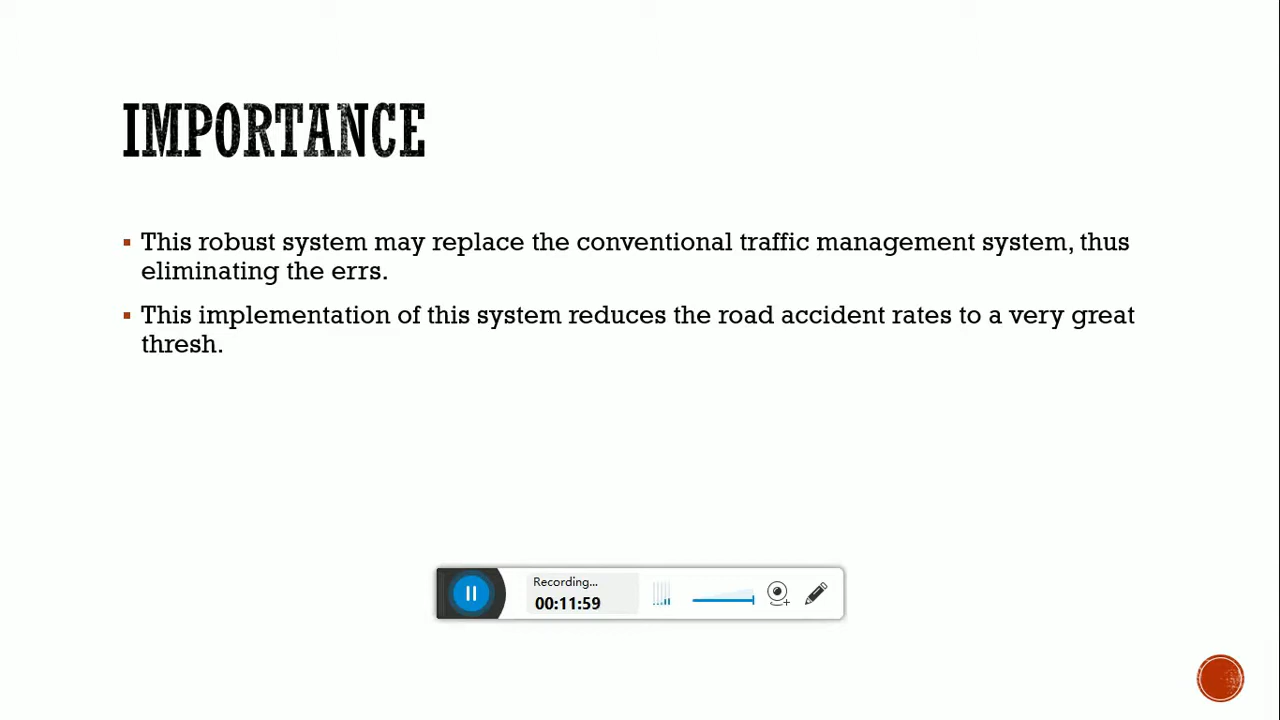 IMPORTANCE
This robust system may replace the conventional traffic management system, thus
eliminating the errs.
This implementation of this system reduces the road accident rates to a very great
thresh.
Recording...
00:11:59